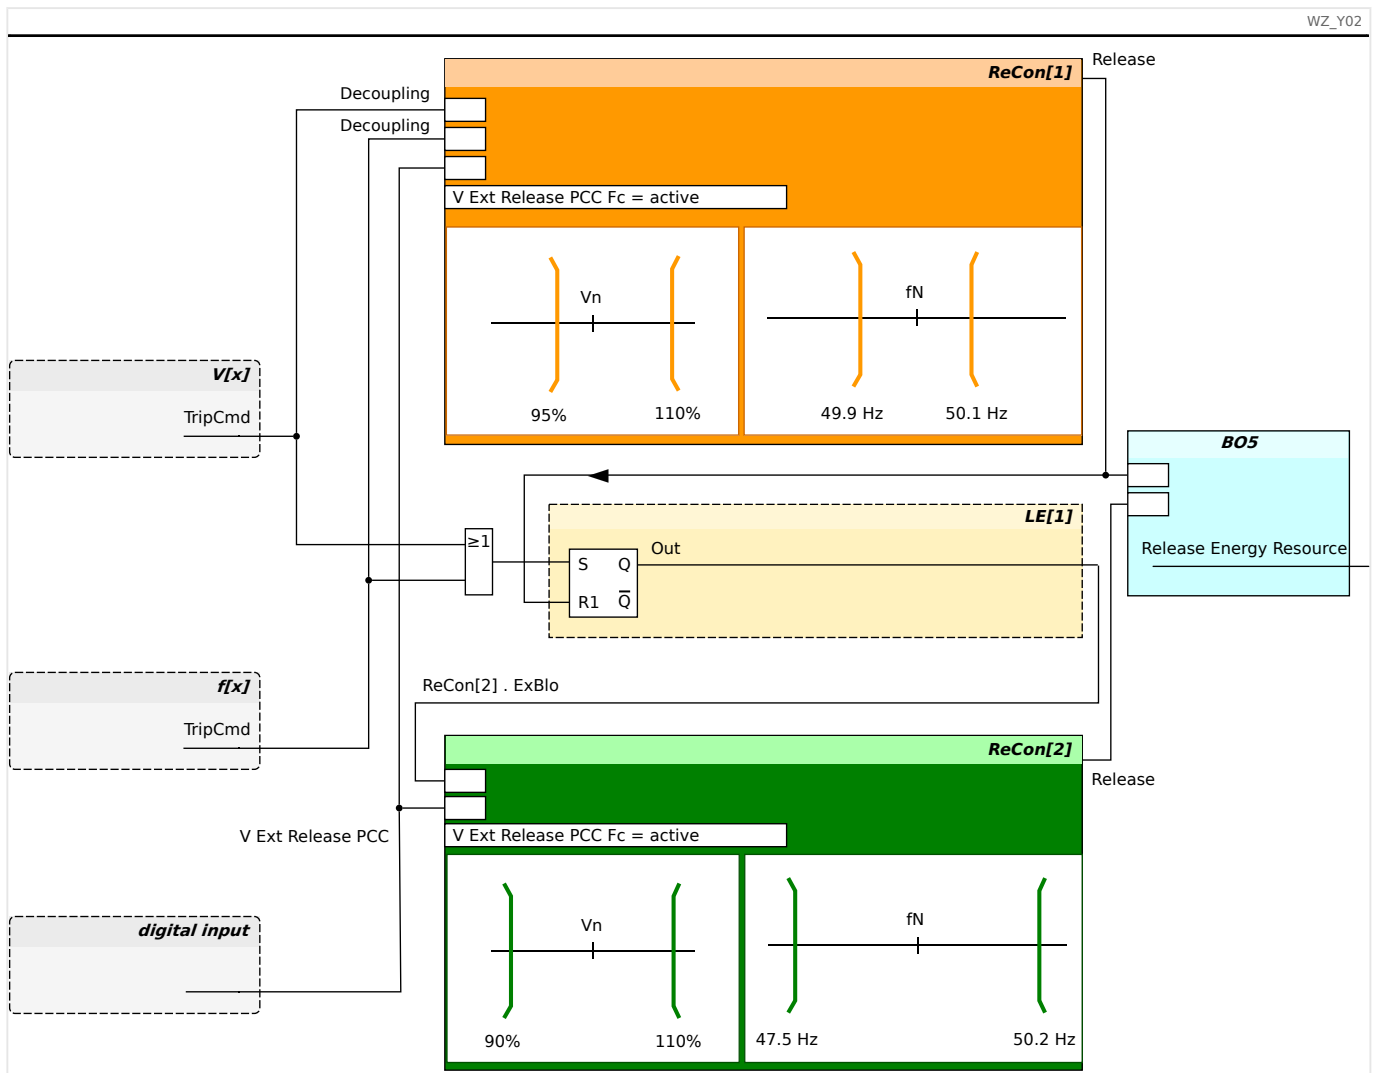 WZ_Y02
Release
ReCon[1]
Decoupling
Decoupling
V Ext Release PCC Fc = active
Vn
fN
95%
110%
49.9 Hz
50.1 Hz
V[x]
TripCmd
BO5
Release Energy Resource
LE[1]
≥1
Out
S
Q
R1
Q̅
f[x]
TripCmd
ReCon[2] . ExBlo
ReCon[2]
Release
V Ext Release PCC
V Ext Release PCC Fc = active
digital input
Vn
fN
90%
110%
47.5 Hz
50.2 Hz